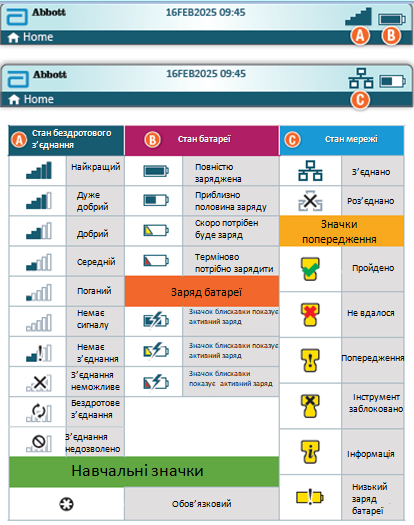 Abbott
16FEB2025 09:45
Home
A
B
Abbott
16FEB2025 09:45
Home
C
A Стан бездротового з’єднання
B Стан батареї
C Стан мережі
Найкращий
Повністю
заряджена
З’єднано
Дуже
добрий
Приблизно
половина заряду
Роз’єднано
Добрий
Скоро потрібен
буде заряд
Значки
попередження
Середній
Терміново
потрібно зарядити
Пройдено
Поганий
Заряд батареї
Немає
сигналу
Значок блискавки показує
активний заряд
Не вдалося
Немає
з’єднання
Значок блискавки показує
активний заряд
Попередження
З’єднання
неможливе
Значок блискавки
показує активний заряд
Бездротове
з’єднання
Інструмент
заблоковано
З’єднання
недозволено
Інформація
Навчальні значки
Обов’язковий
Низький
заряд
батареї